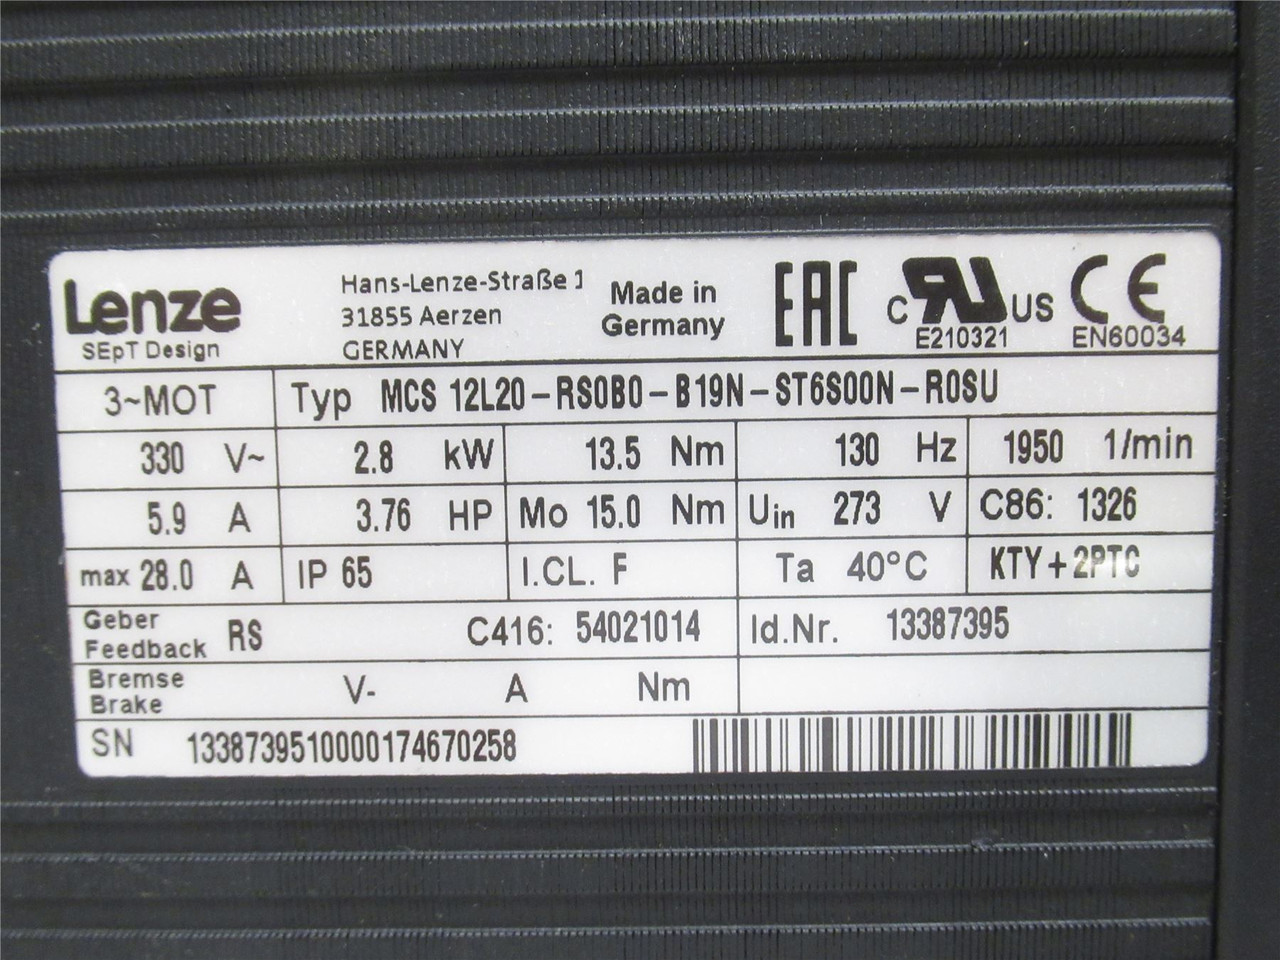 Lenze
SEpT Design
Hans-Lenze-Straße 1
31855 Aerzen
GERMANY
Made in
Germany
EAC
C RU US
E210321
CE
EN60034
3~MOT Typ MCS 12L20-RS0B0-B19N-ST6S00N-R0SU
330 V~ 2.8 kW 13.5 Nm 130 Hz 1950 1/min
5.9 A 3.76 HP Mo 15.0 Nm Uin 273 V C86: 1326
max 28.0 A IP 65 I.CL. F Ta 40°C KTY+2PTC
Geber
Feedback RS C416: 54021014 Id.Nr. 13387395
Bremse
Brake V- A Nm
SN 1338739510000174670258